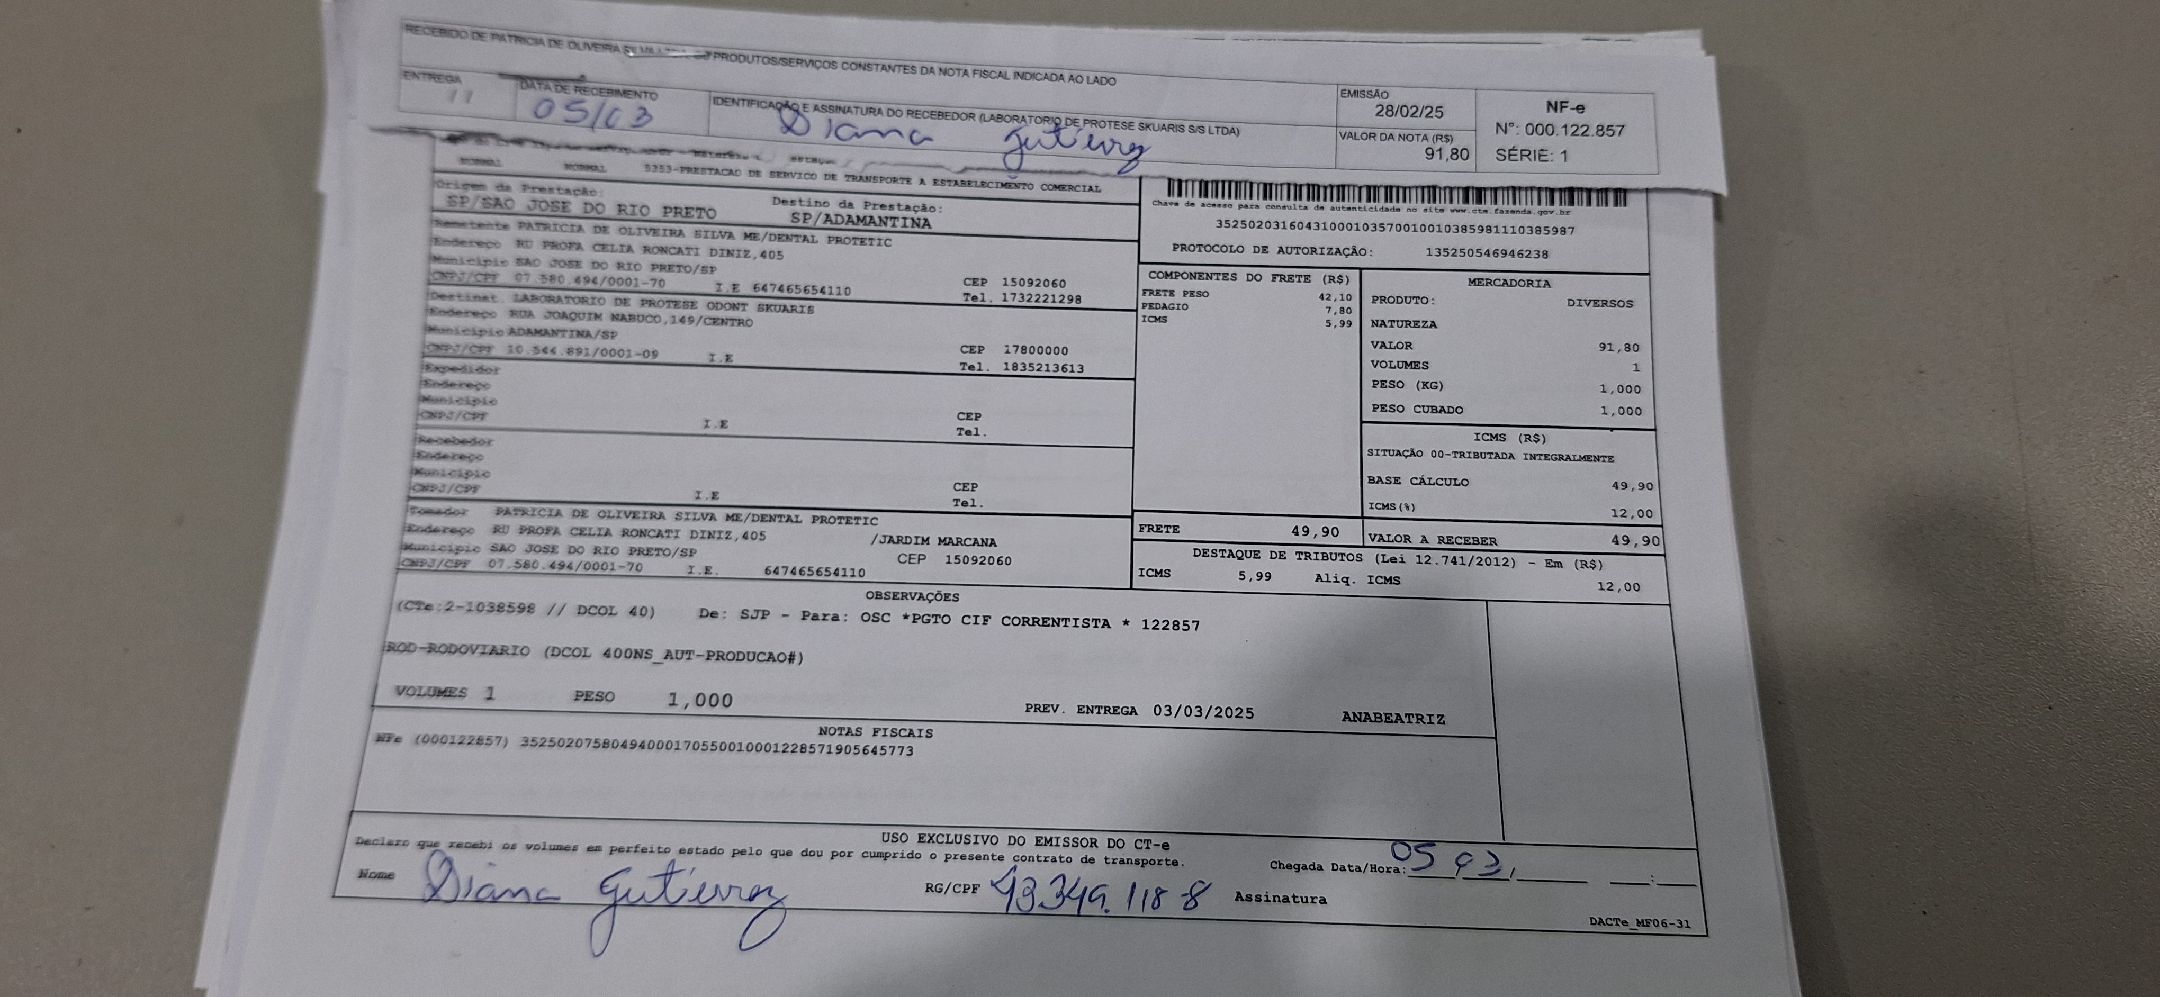 RECEBIDO DE PATRICIA DE OLIVEIRA PRODUTOS/SERVIÇOS CONSTANTES DA NOTA FISCAL INDICADA AO LADO
ENTREGA
11
DATA DE RECEBIMENTO
05/03
IDENTIFICAÇÃO E ASSINATURA DO RECEBEDOR (LABORATORIO DE PROTESE SKUARIS S/S LTDA)
Diana Gutierrez
EMISSÃO
28/02/25
VALOR DA NOTA (R$)
91,80
NF-e
Nº: 000.122.857
SÉRIE: 1
NORMAL NORMAL 5353-PRESTACAO DE SERVICO DE TRANSPORTE A ESTABELECIMENTO COMERCIAL
Origem da Prestação:
SP/SAO JOSE DO RIO PRETO
Destino da Prestação:
SP/ADAMANTINA
Remetente PATRICIA DE OLIVEIRA SILVA ME/DENTAL PROTETIC
Endereço RU PROFA CELIA RONCATI DINIZ,405
Municipio SAO JOSE DO RIO PRETO/SP CEP 15092060
CNPJ/CPF 07.580.494/0001-70 I.E 647465654110 Tel. 1732221298
Destinat. LABORATORIO DE PROTESE ODONT SKUARIS
Endereço RUA JOAQUIM NABUCO,149/CENTRO
Municipio ADAMANTINA/SP CEP 17800000
CNPJ/CPF 10.544.891/0001-09 I.E Tel. 1835213613
Expedidor
Endereço
Municipio CEP
CNPJ/CPF I.E Tel.
Recebedor
Endereço
Municipio CEP
CNPJ/CPF I.E Tel.
Tomador PATRICIA DE OLIVEIRA SILVA ME/DENTAL PROTETIC
Endereço RU PROFA CELIA RONCATI DINIZ,405 /JARDIM MARCANA
Municipio SAO JOSE DO RIO PRETO/SP CEP 15092060
CNPJ/CPF 07.580.494/0001-70 I.E. 647465654110
Chave de acesso para consulta de autenticidade no site www.cte.fazenda.gov.br
35250203160431000103570010010385981110385987
PROTOCOLO DE AUTORIZAÇÃO: 135250546946238
COMPONENTES DO FRETE (R$)
FRETE PESO 42,10
PEDAGIO 7,80
ICMS 5,99
FRETE 49,90
MERCADORIA
PRODUTO: DIVERSOS
NATUREZA
VALOR 91,80
VOLUMES 1
PESO (KG) 1,000
PESO CUBADO 1,000
ICMS (R$)
SITUAÇÃO 00-TRIBUTADA INTEGRALMENTE
BASE CÁLCULO 49,90
ICMS(%) 12,00
VALOR A RECEBER 49,90
DESTAQUE DE TRIBUTOS (Lei 12.741/2012) - Em (R$)
ICMS 5,99 Aliq. ICMS 12,00
OBSERVAÇÕES
(CTe:2-1038598 // DCOL 40) De: SJP - Para: OSC *PGTO CIF CORRENTISTA * 122857
ROD-RODOVIARIO (DCOL 400NS_AUT-PRODUCAO#)
VOLUMES 1 PESO 1,000 PREV. ENTREGA 03/03/2025 ANABEATRIZ
NOTAS FISCAIS
NFe (000122857) 35250207580494000170550010001228571905645773
USO EXCLUSIVO DO EMISSOR DO CT-e
Declaro que recebi os volumes em perfeito estado pelo que dou por cumprido o presente contrato de transporte.
Chegada Data/Hora: 05 03
Nome Diana Gutierrez RG/CPF 43.349.118-8 Assinatura
DACTe_MF06-31